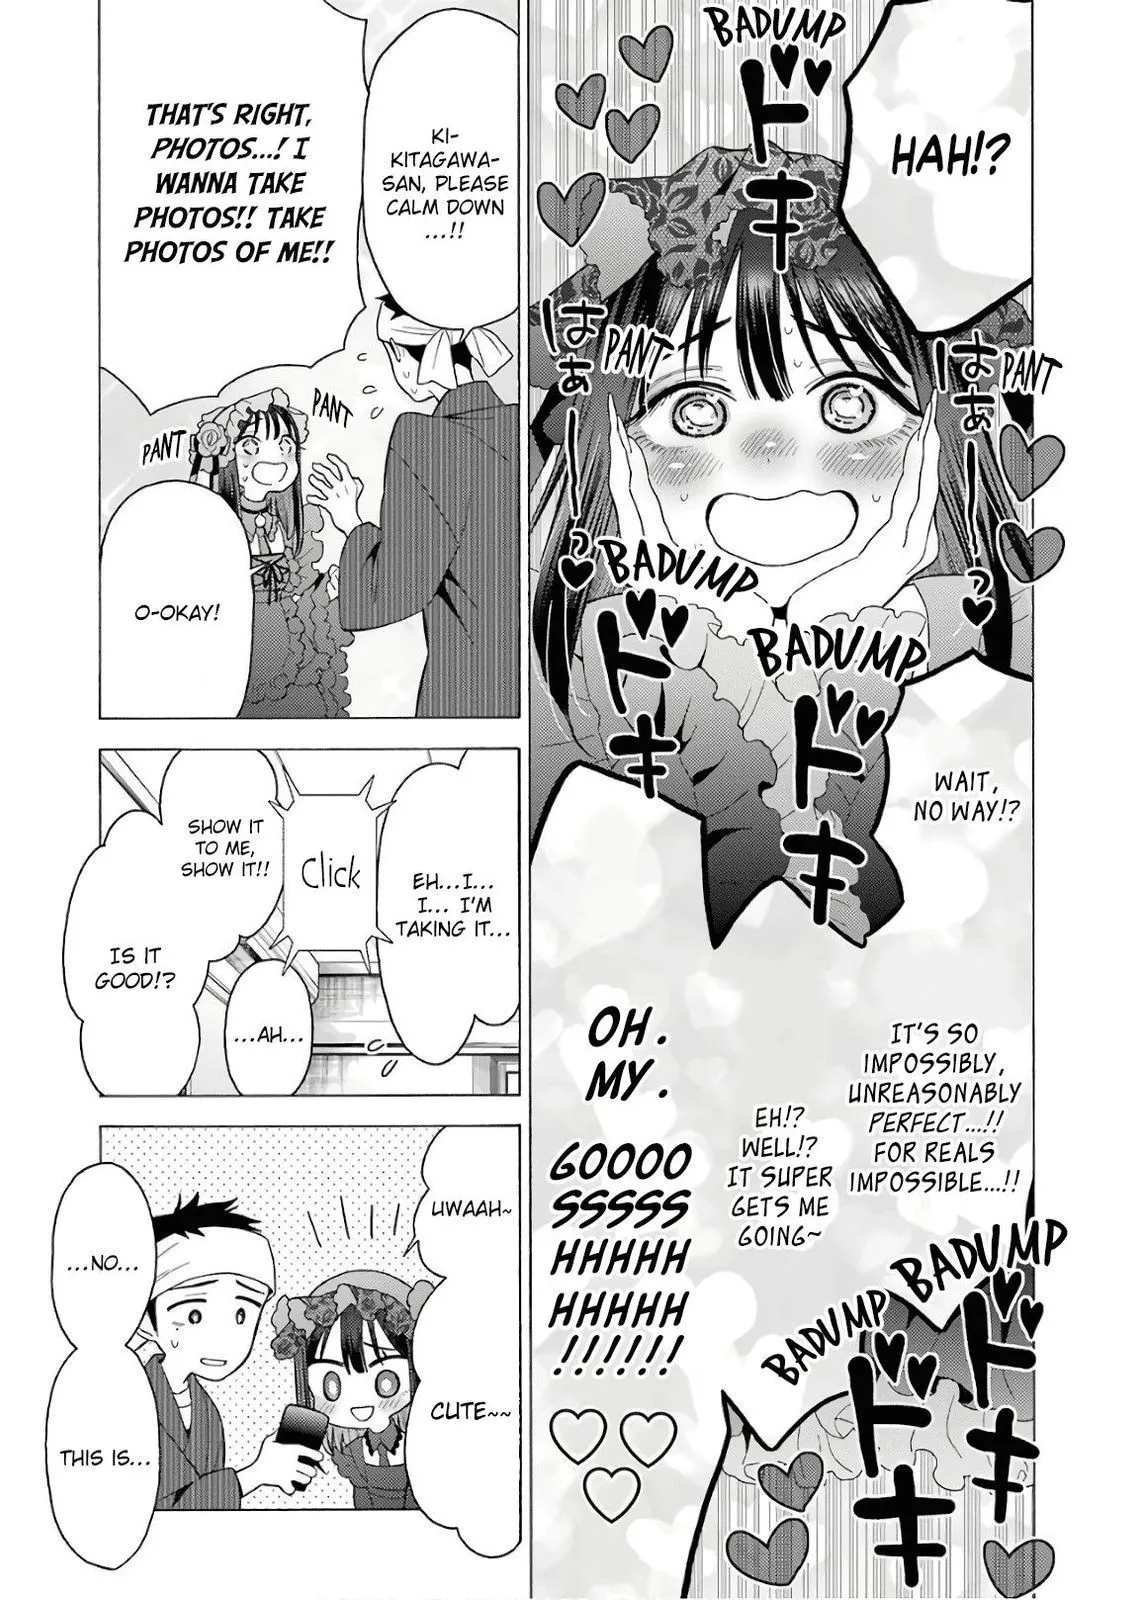 BADUMP
HAH!?
ドキ
はぁーっ
PANT
はぁーっ
PANT
BADUMP
ドキ
BADUMP
ドキ
WAIT,
NO WAY!?
IT'S SO
IMPOSSIBLY,
UNREASONABLY
PERFECT...!!
FOR REALS
IMPOSSIBLE...!!
EH!?
WELL!?
IT SUPER
GETS ME
GOING~
OH.
MY.
GOOOO
SSSSS
HHHHH
HHHHH
!!!!!!
BADUMP
ドキ
BADUMP
ドキ
KI-
KITAGAWA-
SAN, PLEASE
CALM DOWN
...!!
THAT'S RIGHT,
PHOTOS...! I
WANNA TAKE
PHOTOS!! TAKE
PHOTOS OF ME!!
PANT
PANT
O-OKAY!
EH...I...
I... I'M
TAKING IT...
Click
SHOW IT
TO ME,
SHOW IT!!
...AH...
IS IT
GOOD!?
UWAAH~
CUTE~~
...NO...
THIS IS...